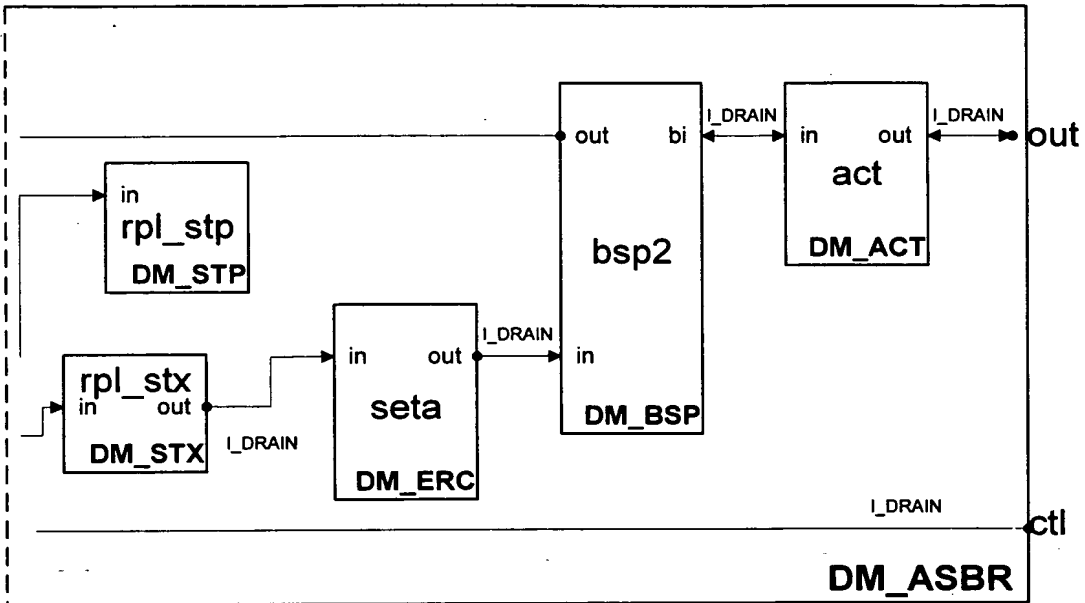 I_DRAIN
I_DRAIN
out
bi
in
out
out
act
DM_ACT
in
rpl_stp
DM_STP
bsp2
I_DRAIN
in
out
in
seta
DM_BSP
DM_ERC
rpl_stx
in
out
DM_STX
I_DRAIN
I_DRAIN
ctl
DM_ASBR